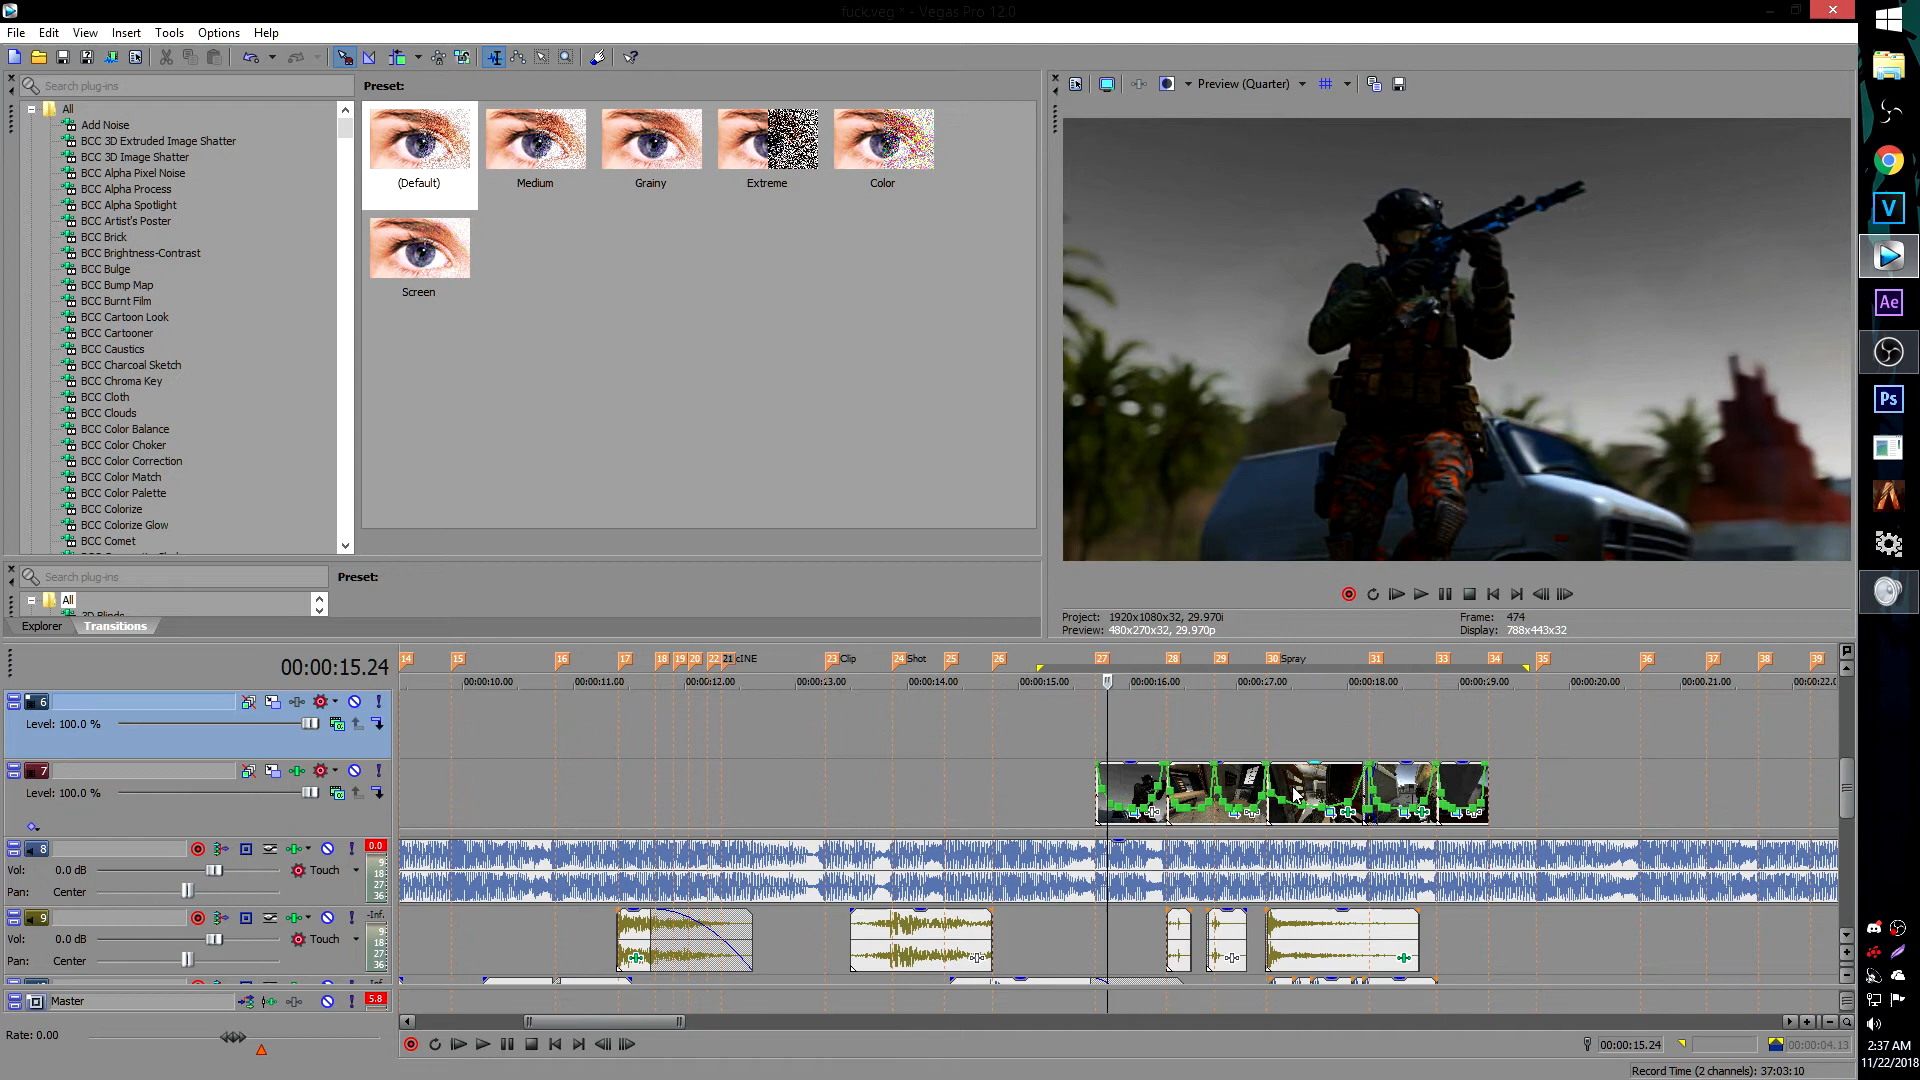 fuck.veg * - Vegas Pro 12.0
File Edit View Insert Tools Options Help
Search plug-ins
All
Add Noise
BCC 3D Extruded Image Shatter
BCC 3D Image Shatter
BCC Alpha Pixel Noise
BCC Alpha Process
BCC Alpha Spotlight
BCC Artist's Poster
BCC Brick
BCC Brightness-Contrast
BCC Bulge
BCC Bump Map
BCC Burnt Film
BCC Cartoon Look
BCC Cartooner
BCC Caustics
BCC Charcoal Sketch
BCC Chroma Key
BCC Cloth
BCC Clouds
BCC Color Balance
BCC Color Choker
BCC Color Correction
BCC Color Match
BCC Color Palette
BCC Colorize
BCC Colorize Glow
BCC Comet
Preset:
(Default) Medium Grainy Extreme Color
Screen
Preview (Quarter)
Project: 1920x1080x32, 29.970i
Preview: 480x270x32, 29.970p
Frame: 474
Display: 788x443x32
Search plug-ins
All
Preset:
Explorer Transitions
00:00:15.24
14 15 16 17 18 19 20 22 21 cINE 23 Clip 24 Shot 25 26 27 28 29 30 Spray 31 33 34 35 36 37 38 39
00:00:10.00 00:00:11.00 00:00:12.00 00:00:13.00 00:00:14.00 00:00:15.00 00:00:16.00 00:00:17.00 00:00:18.00 00:00:19.00 00:00:20.00 00:00:21.00 00:00:22.0
6
Level: 100.0 %
7
Level: 100.0 %
8 0.0
Vol: 0.0 dB Touch
Pan: Center
9
18
27
36
9 -Inf.
Vol: 0.0 dB Touch
Pan: Center
9
18
27
36
Master 5.8
Rate: 0.00
00:00:15.24
00:00:04.13
Record Time (2 channels): 37:03:10
V
Ae
Ps
2:37 AM
11/22/2018